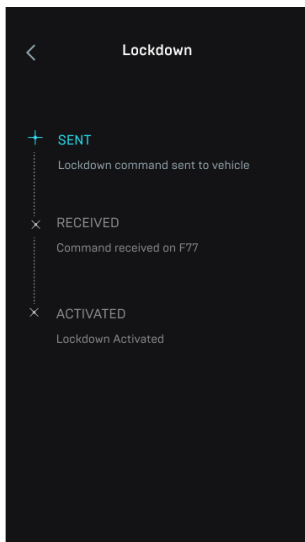 Lockdown
SENT
Lockdown command sent to vehicle
RECEIVED
Command received on F77
ACTIVATED
Lockdown Activated